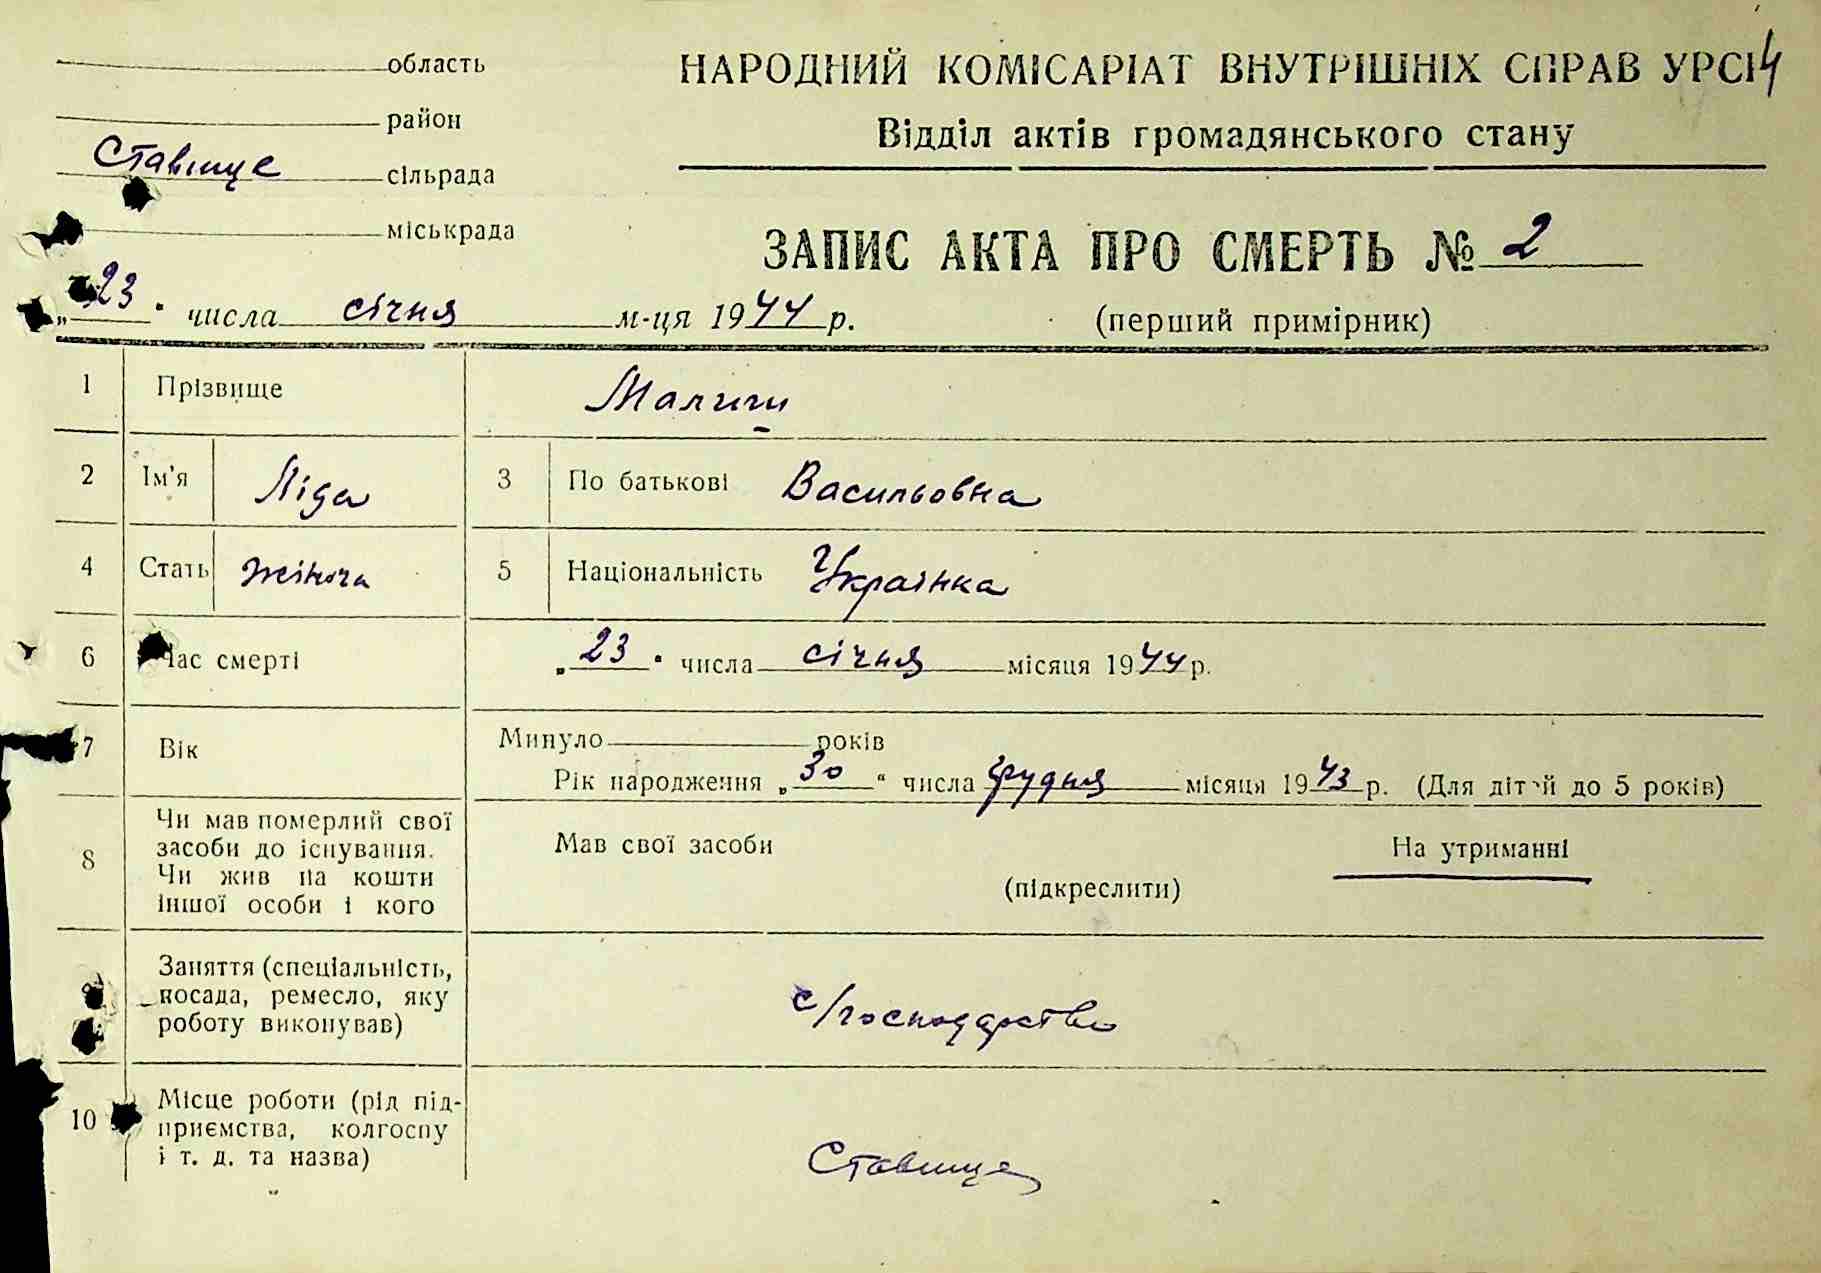 область
район
Ставище сільрада
міськрада
НАРОДНИЙ КОМІСАРІАТ ВНУТРІШНІХ СПРАВ УРСР
4
Відділ актів громадянського стану
ЗАПИС АКТА ПРО СМЕРТЬ № 2
„23“ числа січня м-ця 1944 р.
(перший примірник)
1 Прізвище
2 Ім'я Ліда 3 По батькові Васильовна
4 Стать жіноча 5 Національність Українка
6 Час смерті „23“ числа січня місяця 1944 р.
7 Вік Минуло років
Рік народження „30“ числа грудня місяця 1943 р. (Для дітей до 5 років)
8 Чи мав померлий свої
засоби до існування.
Чи жив на кошти
іншої особи і кого
Мав свої засоби На утриманні
(підкреслити)
9 Заняття (спеціальність,
посада, ремесло, яку
роботу виконував)
с/господарство
10 Місце роботи (рід під-
приємства, колгоспу
і т. д. та назва)
Ставище